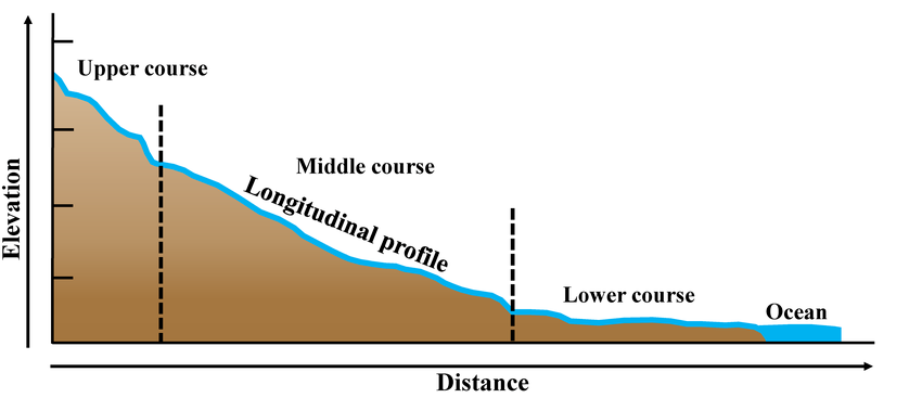 Upper course
Middle course
Longitudinal profile
Lower course
Ocean
Elevation
Distance